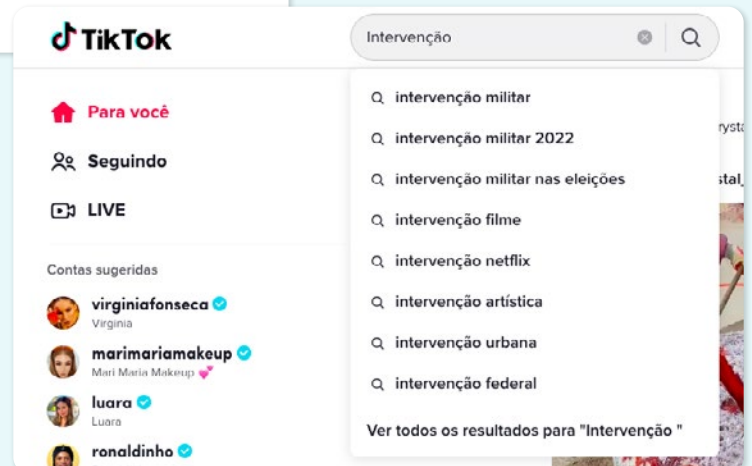 TikTok
Intervenção
Para você
Seguindo
LIVE
Contas sugeridas
virginiafonseca
Virginia
marimariamakeup
Mari Maria Makeup 💕
luara
Luara
ronaldinho
intervenção militar
intervenção militar 2022
intervenção militar nas eleições
intervenção filme
intervenção netflix
intervenção artística
intervenção urbana
intervenção federal
Ver todos os resultados para "Intervenção "